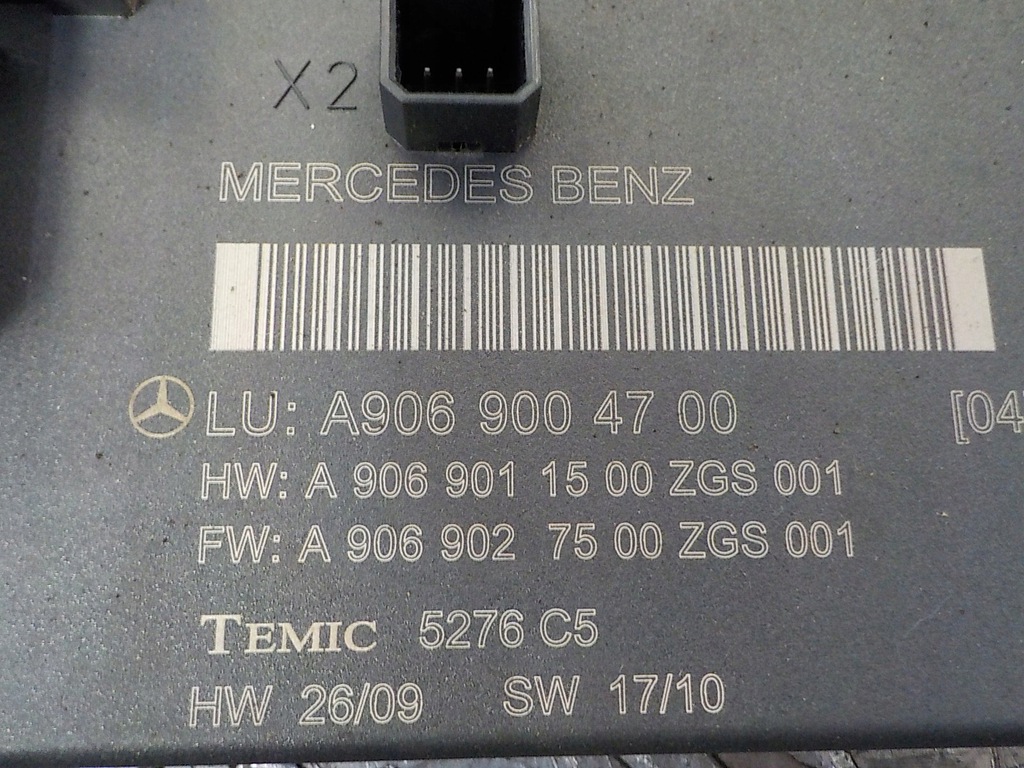 X2
MERCEDES BENZ
LU: A906 900 47 00 [04
HW: A 906 901 15 00 ZGS 001
FW: A 906 902 75 00 ZGS 001
TEMIC 5276 C5
HW 26/09 SW 17/10